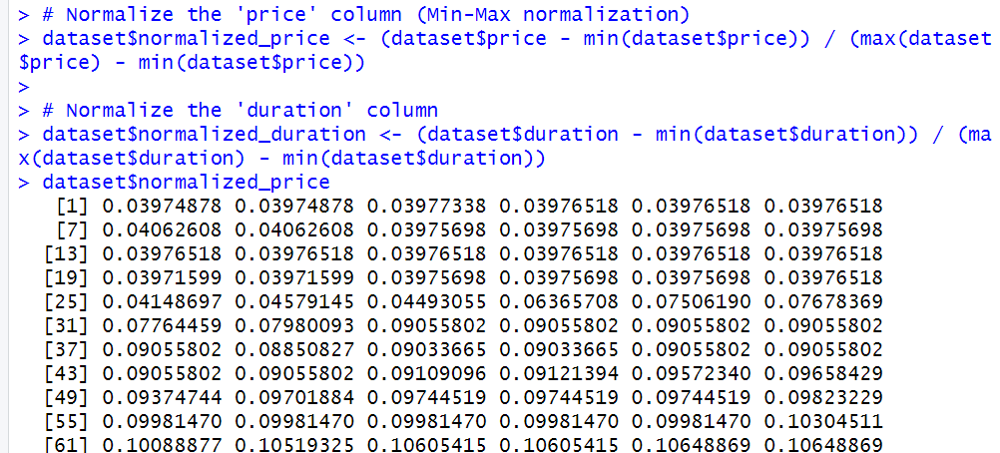 > # Normalize the 'price' column (Min-Max normalization)
> dataset$normalized_price <- (dataset$price - min(dataset$price)) / (max(dataset
$price) - min(dataset$price))
>
> # Normalize the 'duration' column
> dataset$normalized_duration <- (dataset$duration - min(dataset$duration)) / (ma
x(dataset$duration) - min(dataset$duration))
> dataset$normalized_price
[1] 0.03974878 0.03974878 0.03977338 0.03976518 0.03976518 0.03976518
[7] 0.04062608 0.04062608 0.03975698 0.03975698 0.03975698 0.03975698
[13] 0.03976518 0.03976518 0.03976518 0.03976518 0.03976518 0.03976518
[19] 0.03971599 0.03971599 0.03975698 0.03975698 0.03975698 0.03976518
[25] 0.04148697 0.04579145 0.04493055 0.06365708 0.07506190 0.07678369
[31] 0.07764459 0.07980093 0.09055802 0.09055802 0.09055802 0.09055802
[37] 0.09055802 0.08850827 0.09033665 0.09033665 0.09055802 0.09055802
[43] 0.09055802 0.09055802 0.09109096 0.09121394 0.09572340 0.09658429
[49] 0.09374744 0.09701884 0.09744519 0.09744519 0.09744519 0.09823229
[55] 0.09981470 0.09981470 0.09981470 0.09981470 0.09981470 0.10304511
[61] 0.10088877 0.10519325 0.10605415 0.10605415 0.10648869 0.10648869